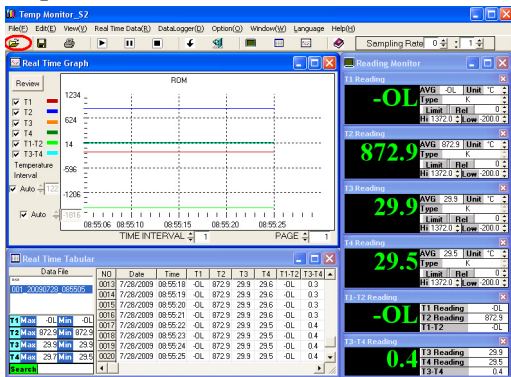 Temp Monitor_S2
File(F) Edit(E) View(V) Real Time Data(R) DataLogger(D) Option(O) Window(W) Language Help(H)
Sampling Rate 0 : 1
Real Time Graph
Review
ROM
T1
T2
T3
T4
T1-T2
T3-T4
Temperature
Interval
Auto 122
Auto -1816
1234
624
14
-596
-1206
08:55:06 08:55:10 08:55:15 08:55:20 08:55:25
TIME INTERVAL 1 PAGE 1
Real Time Tabular
Data File
001_20090728_085505
T1 Max -OL Min -OL
T2 Max 872.9 Min 872.9
T3 Max 29.9 Min 29.9
T4 Max 29.7 Min 29.5
Search
NO Date Time T1 T2 T3 T4 T1-T2 T3-T4
0013 7/28/2009 08:55:18 -OL 872.9 29.9 29.6 -OL 0.3
0014 7/28/2009 08:55:19 -OL 872.9 29.9 29.6 -OL 0.3
0015 7/28/2009 08:55:20 -OL 872.9 29.9 29.6 -OL 0.3
0016 7/28/2009 08:55:21 -OL 872.9 29.9 29.6 -OL 0.3
0017 7/28/2009 08:55:22 -OL 872.9 29.9 29.5 -OL 0.4
0018 7/28/2009 08:55:23 -OL 872.9 29.9 29.5 -OL 0.4
0019 7/28/2009 08:55:24 -OL 872.9 29.9 29.5 -OL 0.4
0020 7/28/2009 08:55:25 -OL 872.9 29.9 29.5 -OL 0.4
Reading Monitor
T1 Reading
-OL
AVG -OL Unit °C
Type K
Limit Rel 0
Hi 1372.0 Low -200.0
T2 Reading
872.9
AVG 872.9 Unit °C
Type K
Limit Rel 0
Hi 1372.0 Low -200.0
T3 Reading
29.9
AVG 29.9 Unit °C
Type K
Limit Rel 0
Hi 1372.0 Low -200.0
T4 Reading
29.5
AVG 29.5 Unit °C
Type K
Limit Rel 0
Hi 1372.0 Low -200.0
T1-T2 Reading
-OL
T1 Reading -OL
T2 Reading 872.9
T1-T2 -OL
T3-T4 Reading
0.4
T3 Reading 29.9
T4 Reading 29.5
T3-T4 0.4